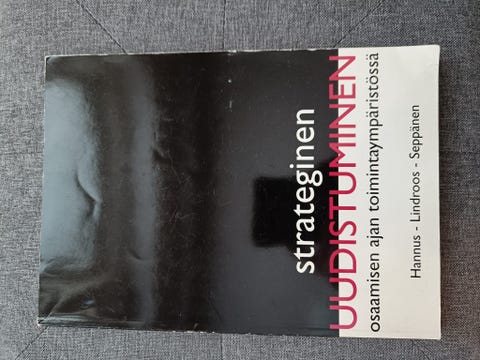 strateginen
UUDISTUMINEN
osaamisen ajan toimintaympäristössä
Hannus - Lindroos - Seppänen